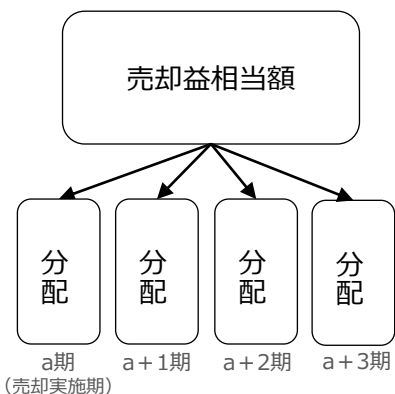 売却益相当額
分配
分配
分配
分配
a期
a+1期
a+2期
a+3期
（売却実施期）